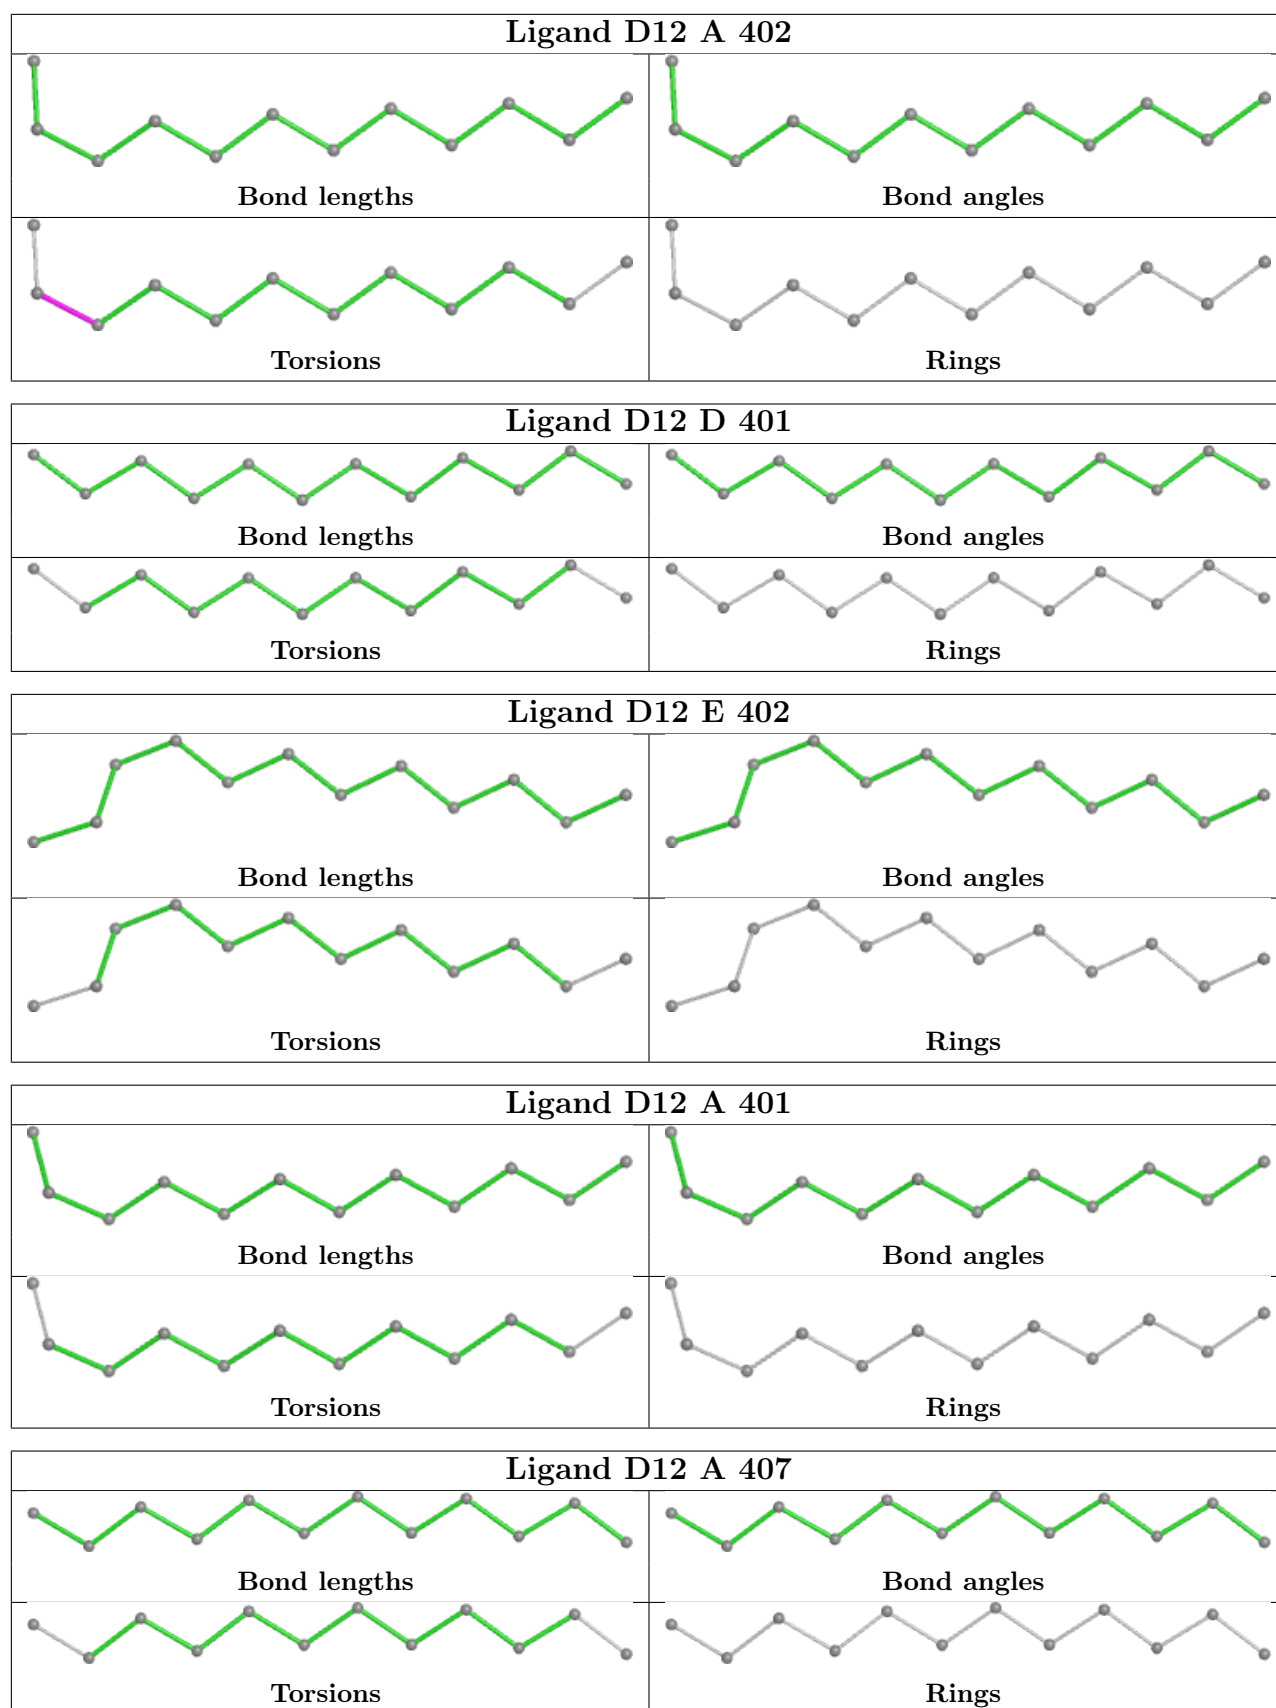 Ligand D12 A 402
Bond lengths
Bond angles
Torsions
Rings
Ligand D12 D 401
Bond lengths
Bond angles
Torsions
Rings
Ligand D12 E 402
Bond lengths
Bond angles
Torsions
Rings
Ligand D12 A 401
Bond lengths
Bond angles
Torsions
Rings
Ligand D12 A 407
Bond lengths
Bond angles
Torsions
Rings